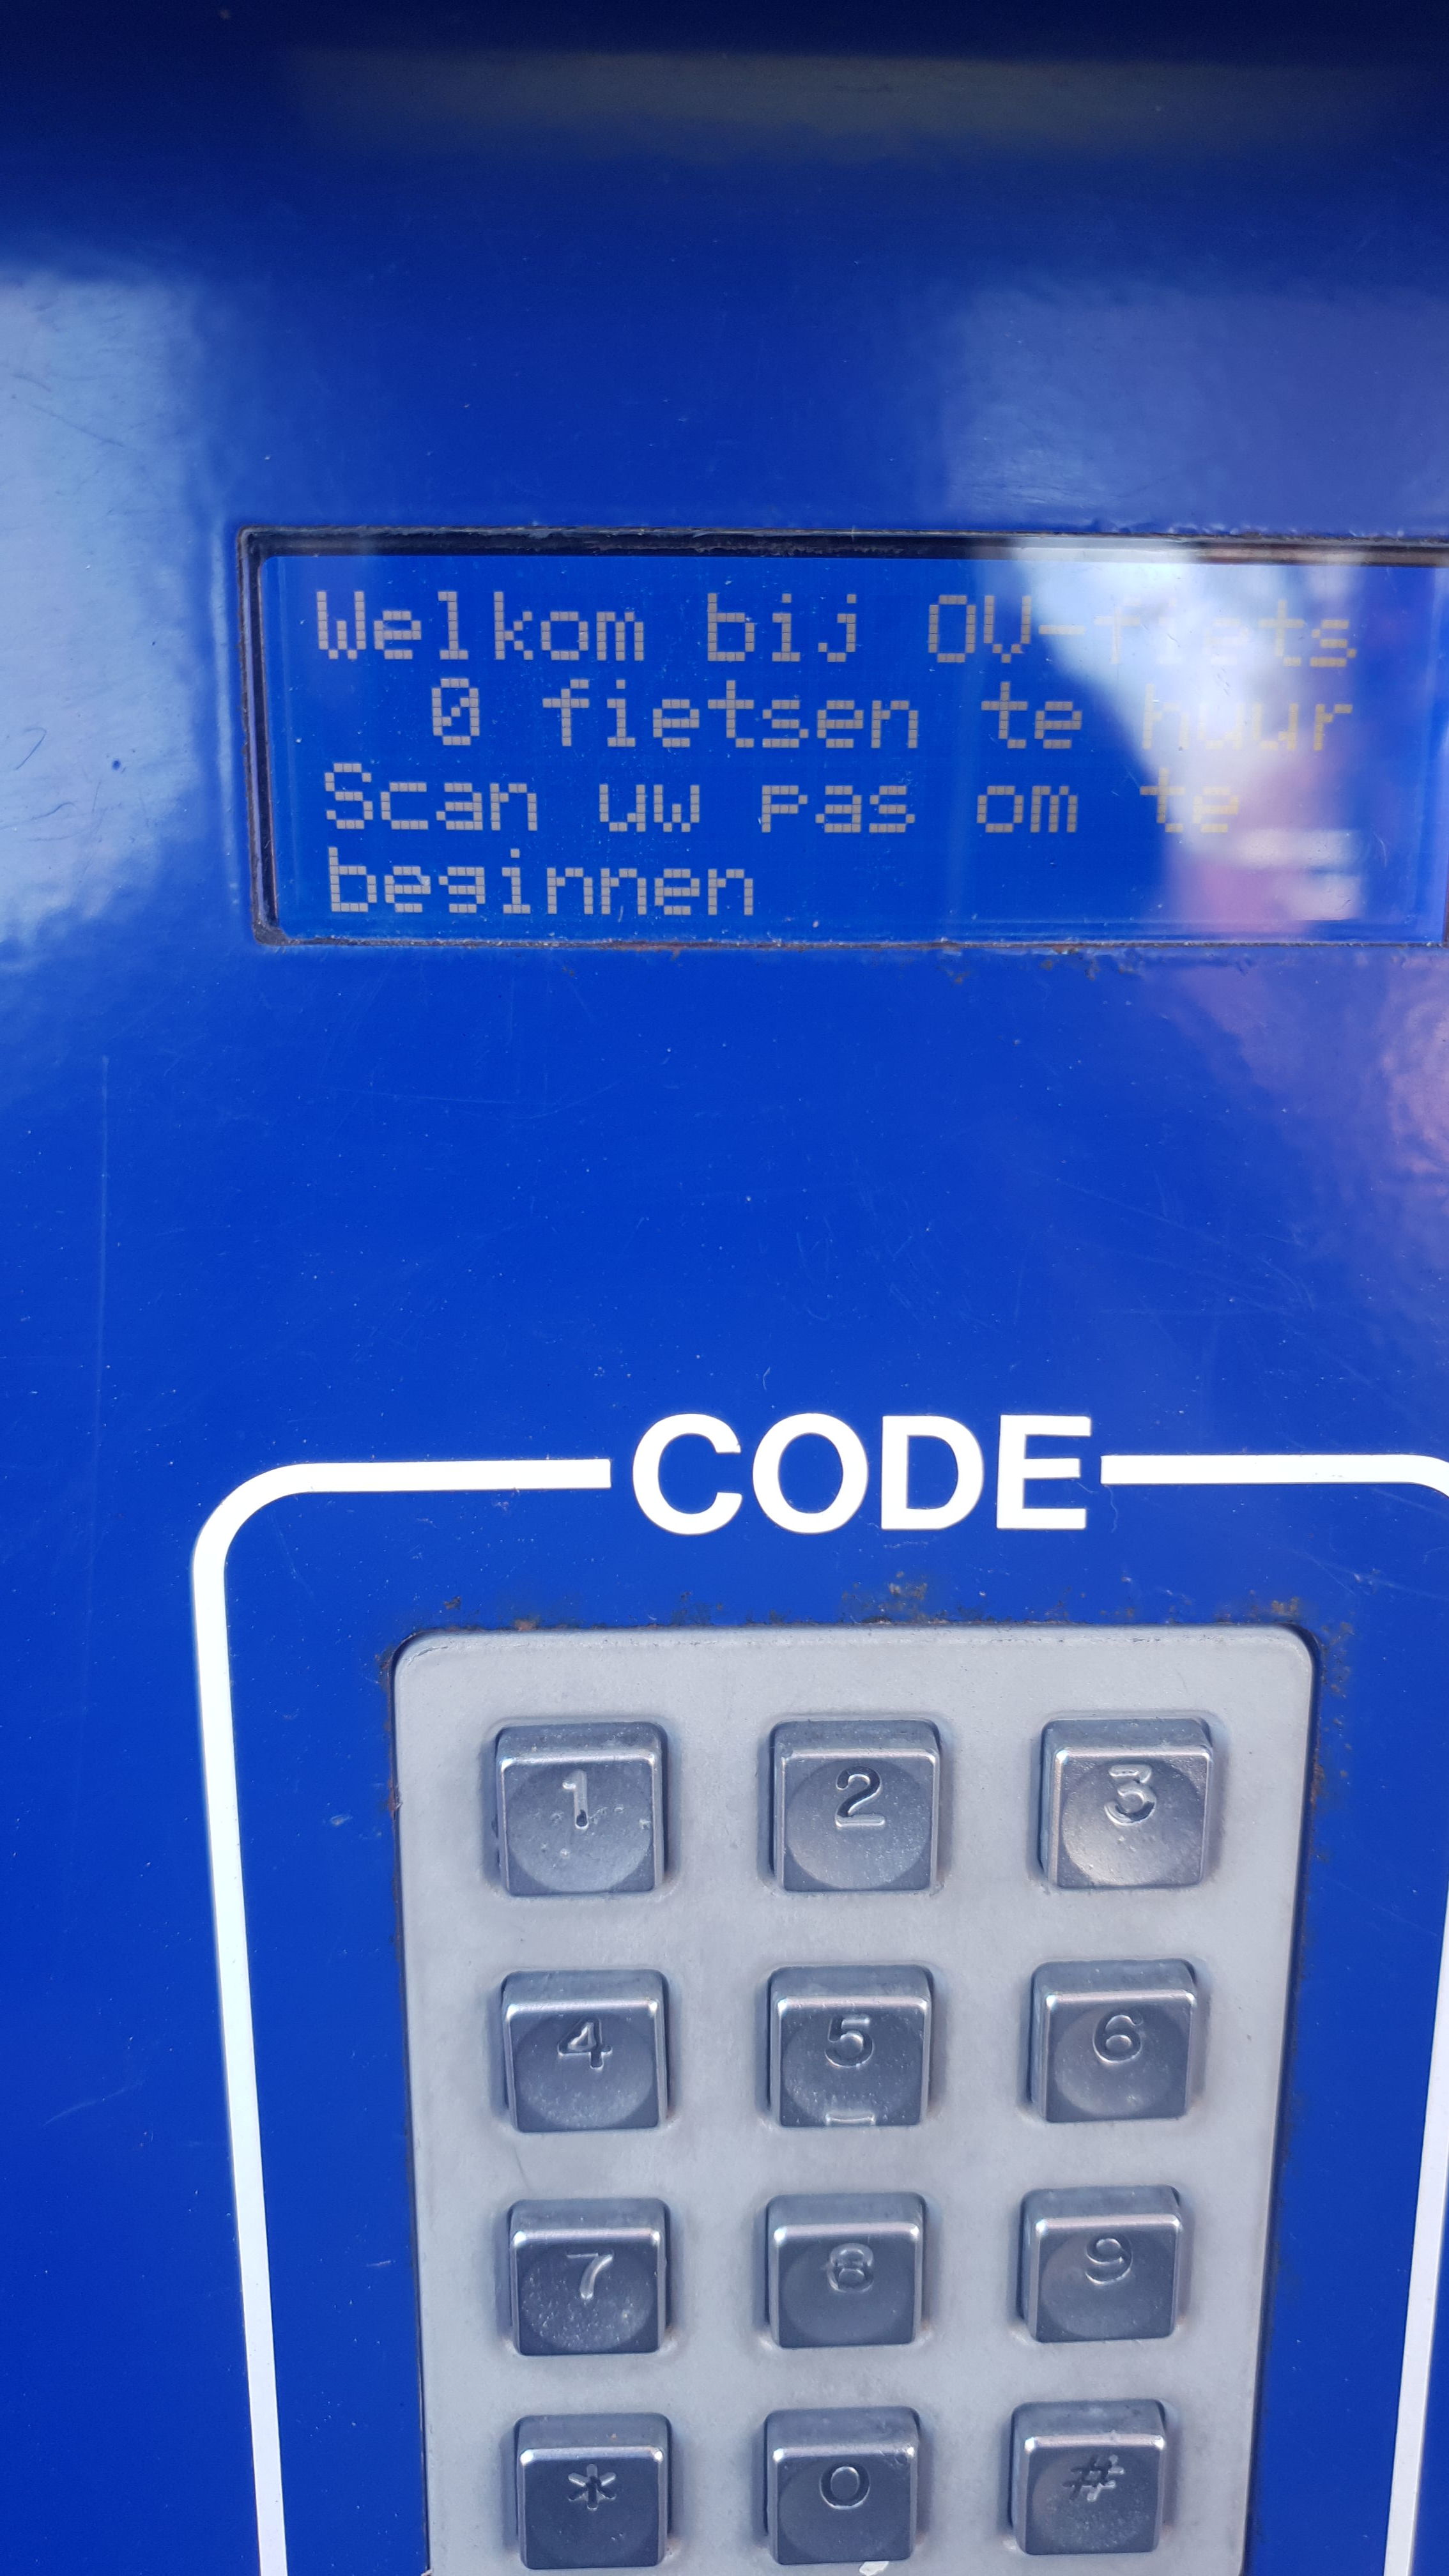 Welkom bij OV-fiets
0 fietsen te huur
Scan uw pas om te
beginnen
CODE
1 2 3
4 5 6
7 8 9
* 0 #